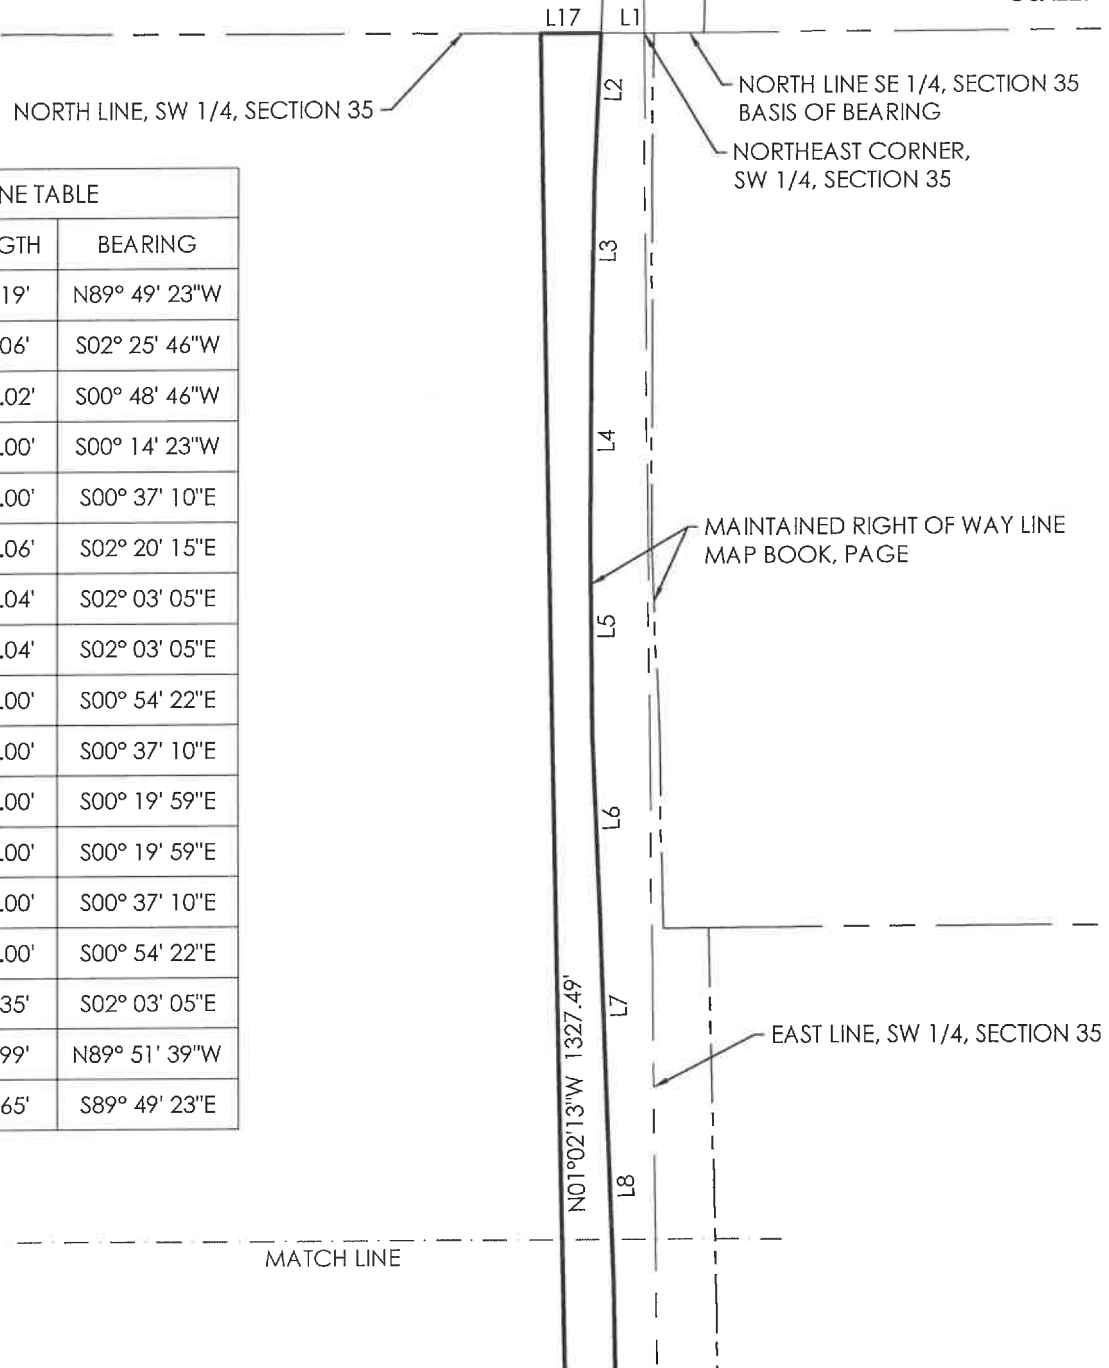 L17 L1
L2
NORTH LINE, SW 1/4, SECTION 35
NORTH LINE SE 1/4, SECTION 35
BASIS OF BEARING
NORTHEAST CORNER,
SW 1/4, SECTION 35
NE TABLE
GTH BEARING
19' N89° 49' 23"W
06' S02° 25' 46"W
.02' S00° 48' 46"W
.00' S00° 14' 23"W
.00' S00° 37' 10"E
.06' S02° 20' 15"E
.04' S02° 03' 05"E
.04' S02° 03' 05"E
.00' S00° 54' 22"E
.00' S00° 37' 10"E
.00' S00° 19' 59"E
.00' S00° 19' 59"E
.00' S00° 37' 10"E
.00' S00° 54' 22"E
35' S02° 03' 05"E
99' N89° 51' 39"W
65' S89° 49' 23"E
L3
L4
MAINTAINED RIGHT OF WAY LINE
MAP BOOK, PAGE
L5
L6
L7
EAST LINE, SW 1/4, SECTION 35
N01°02'13"W 1327.49'
L8
MATCH LINE